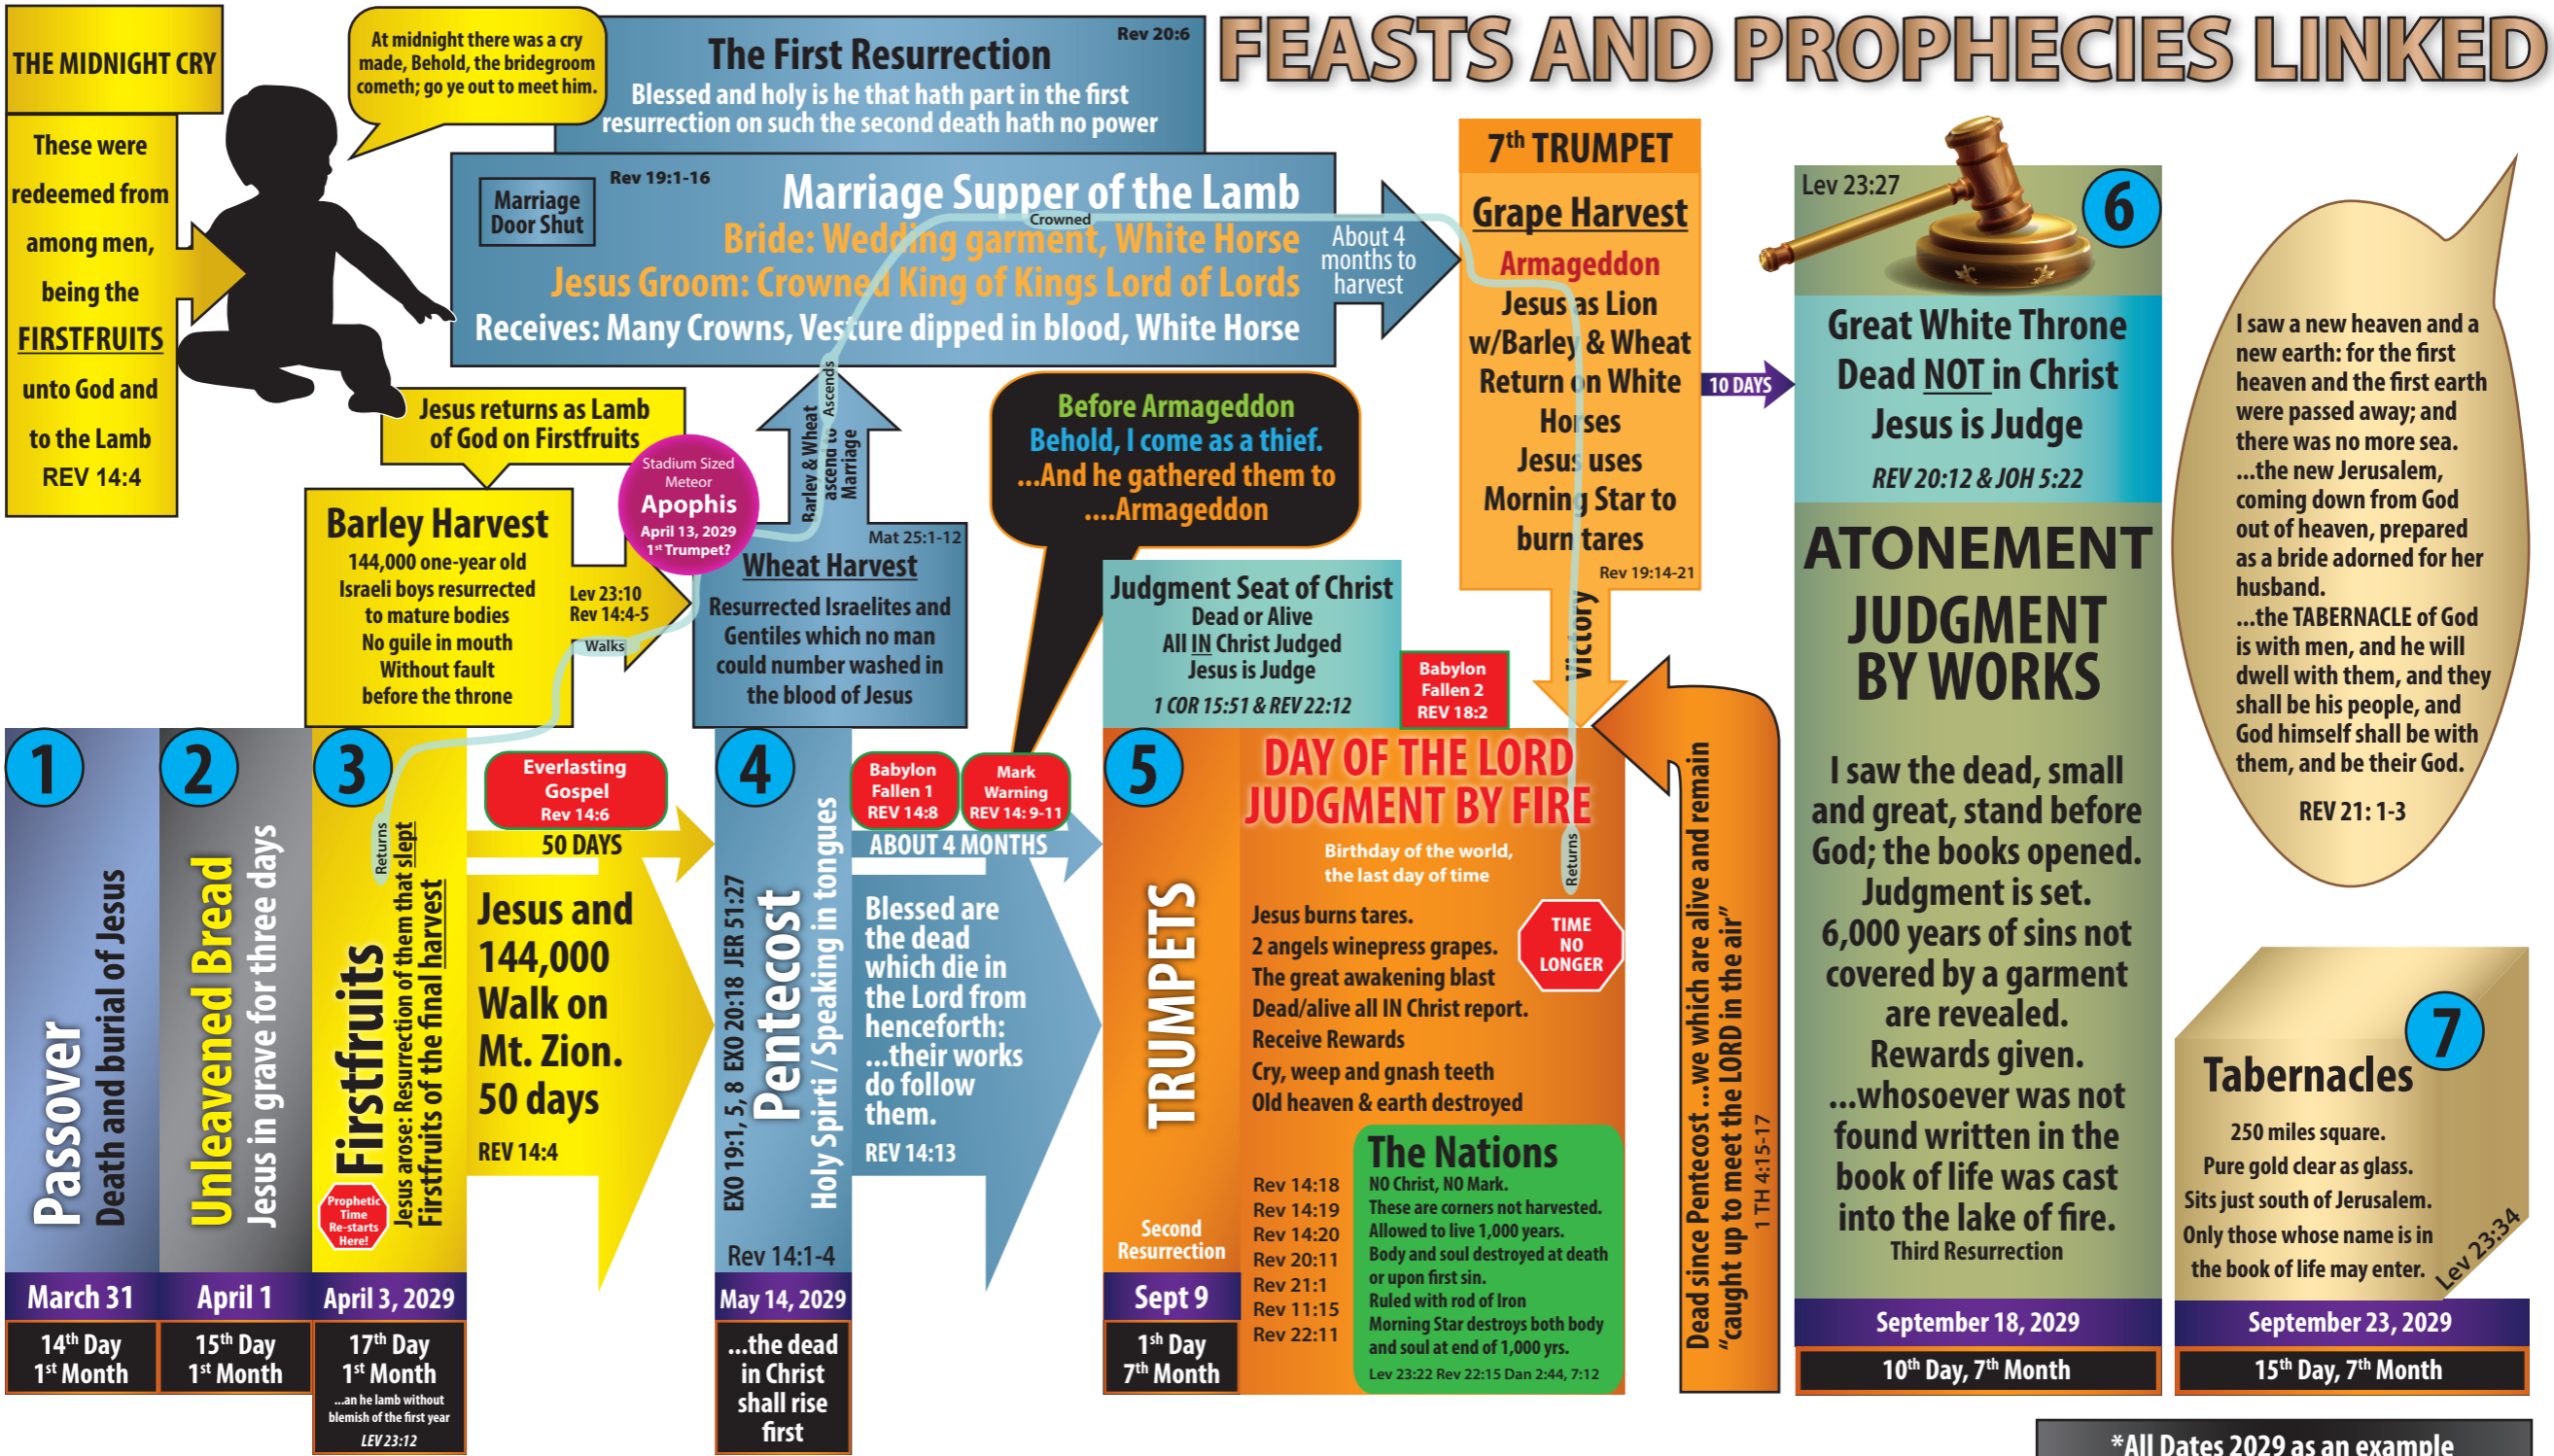 FEASTS AND PROPHECIES LINKED
THE MIDNIGHT CRY
These were
redeemed from
among men,
being the
FIRSTFRUITS
unto God and
to the Lamb
REV 14:4
At midnight there was a cry
made, Behold, the bridegroom
cometh; go ye out to meet him.
The First Resurrection
Rev 20:6
Blessed and holy is he that hath part in the first
resurrection on such the second death hath no power
Marriage
Door Shut
Rev 19:1-16
Marriage Supper of the Lamb
Crowned
Bride: Wedding garment, White Horse
Jesus Groom: Crowned King of Kings Lord of Lords
Receives: Many Crowns, Vesture dipped in blood, White Horse
About 4
months to
harvest
7th TRUMPET
Grape Harvest
Armageddon
Jesus as Lion
w/Barley & Wheat
Return on White
Horses
Jesus uses
Morning Star to
burn tares
Rev 19:14-21
Victory
10 DAYS
Jesus returns as Lamb
of God on Firstfruits
Barley Harvest
144,000 one-year old
Israeli boys resurrected
to mature bodies
No guile in mouth
Without fault
before the throne
Lev 23:10
Rev 14:4-5
Walks
Stadium Sized
Meteor
Apophis
April 13, 2029
1st Trumpet?
Barley & Wheat
ascend to
Marriage
Ascends
Mat 25:1-12
Wheat Harvest
Resurrected Israelites and
Gentiles which no man
could number washed in
the blood of Jesus
Before Armageddon
Behold, I come as a thief.
...And he gathered them to
....Armageddon
Judgment Seat of Christ
Dead or Alive
All IN Christ Judged
Jesus is Judge
1 COR 15:51 & REV 22:12
Babylon
Fallen 2
REV 18:2
1
Passover
Death and burial of Jesus
March 31
14th Day
1st Month
2
Unleavened Bread
Jesus in grave for three days
April 1
15th Day
1st Month
3
Returns
Firstfruits
Jesus arose: Resurrection of them that slept
Firstfruits of the final harvest
Prophetic
Time
Re-starts
Here!
April 3, 2029
17th Day
1st Month
...an he lamb without
blemish of the first year
LEV 23:12
Everlasting
Gospel
Rev 14:6
50 DAYS
Jesus and
144,000
Walk on
Mt. Zion.
50 days
REV 14:4
4
EXO 19:1, 5, 8 EXO 20:18 JER 51:27
Pentecost
Holy Spirti / Speaking in tongues
Rev 14:1-4
May 14, 2029
...the dead
in Christ
shall rise
first
Babylon
Fallen 1
REV 14:8
Mark
Warning
REV 14: 9-11
ABOUT 4 MONTHS
Blessed are
the dead
which die in
the Lord from
henceforth:
...their works
do follow
them.
REV 14:13
5
TRUMPETS
Second
Resurrection
Sept 9
1sh Day
7th Month
DAY OF THE LORD
JUDGMENT BY FIRE
Birthday of the world,
the last day of time
Returns
TIME
NO
LONGER
Jesus burns tares.
2 angels winepress grapes.
The great awakening blast
Dead/alive all IN Christ report.
Receive Rewards
Cry, weep and gnash teeth
Old heaven & earth destroyed
Rev 14:18
Rev 14:19
Rev 14:20
Rev 20:11
Rev 21:1
Rev 11:15
Rev 22:11
The Nations
NO Christ, NO Mark.
These are corners not harvested.
Allowed to live 1,000 years.
Body and soul destroyed at death
or upon first sin.
Ruled with rod of Iron
Morning Star destroys both body
and soul at end of 1,000 yrs.
Lev 23:22 Rev 22:15 Dan 2:44, 7:12
Dead since Pentecost ...we which are alive and remain
"caught up to meet the LORD in the air"
1 TH 4:15-17
Lev 23:27
6
Great White Throne
Dead NOT in Christ
Jesus is Judge
REV 20:12 & JOH 5:22
ATONEMENT
JUDGMENT
BY WORKS
I saw the dead, small
and great, stand before
God; the books opened.
Judgment is set.
6,000 years of sins not
covered by a garment
are revealed.
Rewards given.
...whosoever was not
found written in the
book of life was cast
into the lake of fire.
Third Resurrection
September 18, 2029
10th Day, 7th Month
I saw a new heaven and a
new earth: for the first
heaven and the first earth
were passed away; and
there was no more sea.
...the new Jerusalem,
coming down from God
out of heaven, prepared
as a bride adorned for her
husband.
...the TABERNACLE of God
is with men, and he will
dwell with them, and they
shall be his people, and
God himself shall be with
them, and be their God.
REV 21: 1-3
7
Tabernacles
250 miles square.
Pure gold clear as glass.
Sits just south of Jerusalem.
Only those whose name is in
the book of life may enter.
Lev 23:34
September 23, 2029
15th Day, 7th Month
*All Dates 2029 as an example